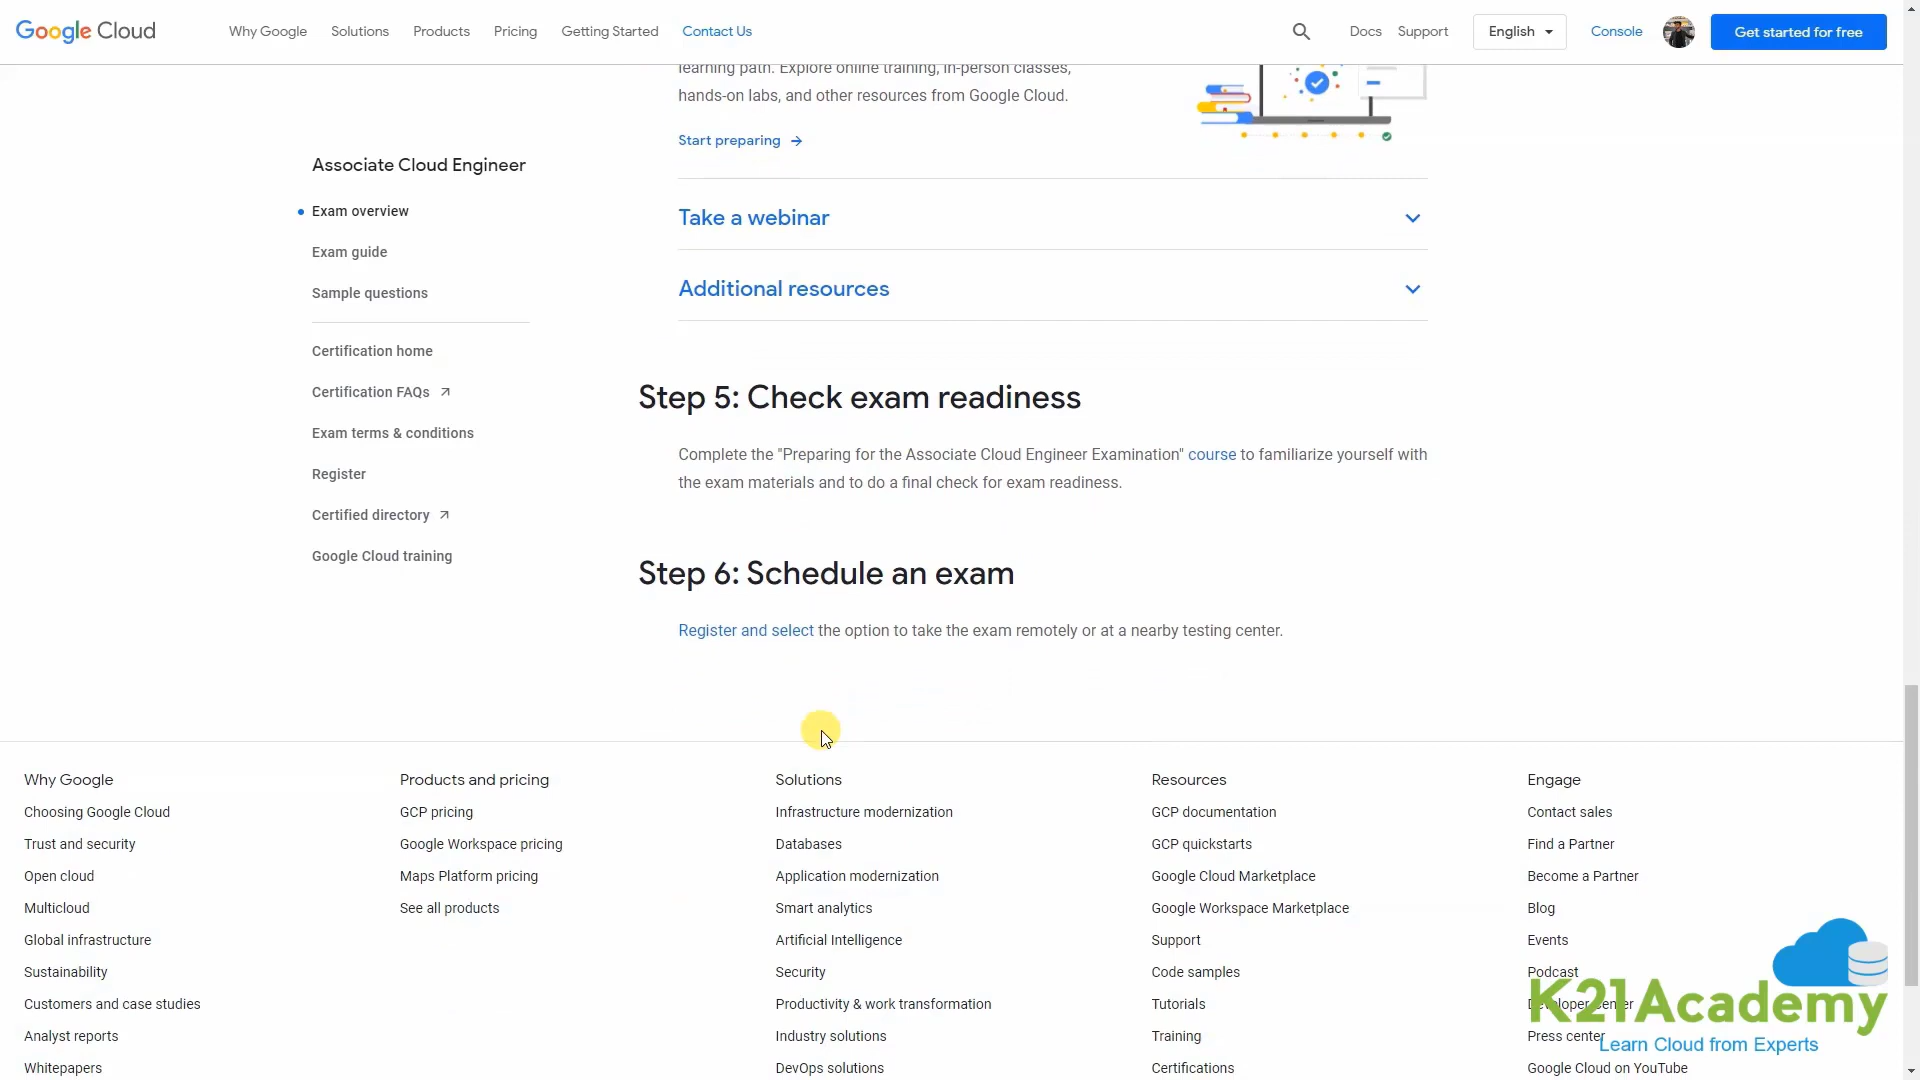 Google Cloud
Why Google
Solutions
Products
Pricing
Getting Started
Contact Us
Docs
Support
English
Console
Get started for free
learning path. Explore online training, in-person classes,
hands-on labs, and other resources from Google Cloud.
Start preparing
Associate Cloud Engineer
Exam overview
Exam guide
Sample questions
Certification home
Certification FAQs
Exam terms & conditions
Register
Certified directory
Google Cloud training
Take a webinar
Additional resources
Step 5: Check exam readiness
Complete the "Preparing for the Associate Cloud Engineer Examination" course to familiarize yourself with
the exam materials and to do a final check for exam readiness.
Step 6: Schedule an exam
Register and select the option to take the exam remotely or at a nearby testing center.
Why Google
Choosing Google Cloud
Trust and security
Open cloud
Multicloud
Global infrastructure
Sustainability
Customers and case studies
Analyst reports
Whitepapers
Products and pricing
GCP pricing
Google Workspace pricing
Maps Platform pricing
See all products
Solutions
Infrastructure modernization
Databases
Application modernization
Smart analytics
Artificial Intelligence
Security
Productivity & work transformation
Industry solutions
DevOps solutions
Resources
GCP documentation
GCP quickstarts
Google Cloud Marketplace
Google Workspace Marketplace
Support
Code samples
Tutorials
Training
Certifications
Engage
Contact sales
Find a Partner
Become a Partner
Blog
Events
Podcast
Developer Center
Press center
Google Cloud on YouTube
K21Academy
Learn Cloud from Experts